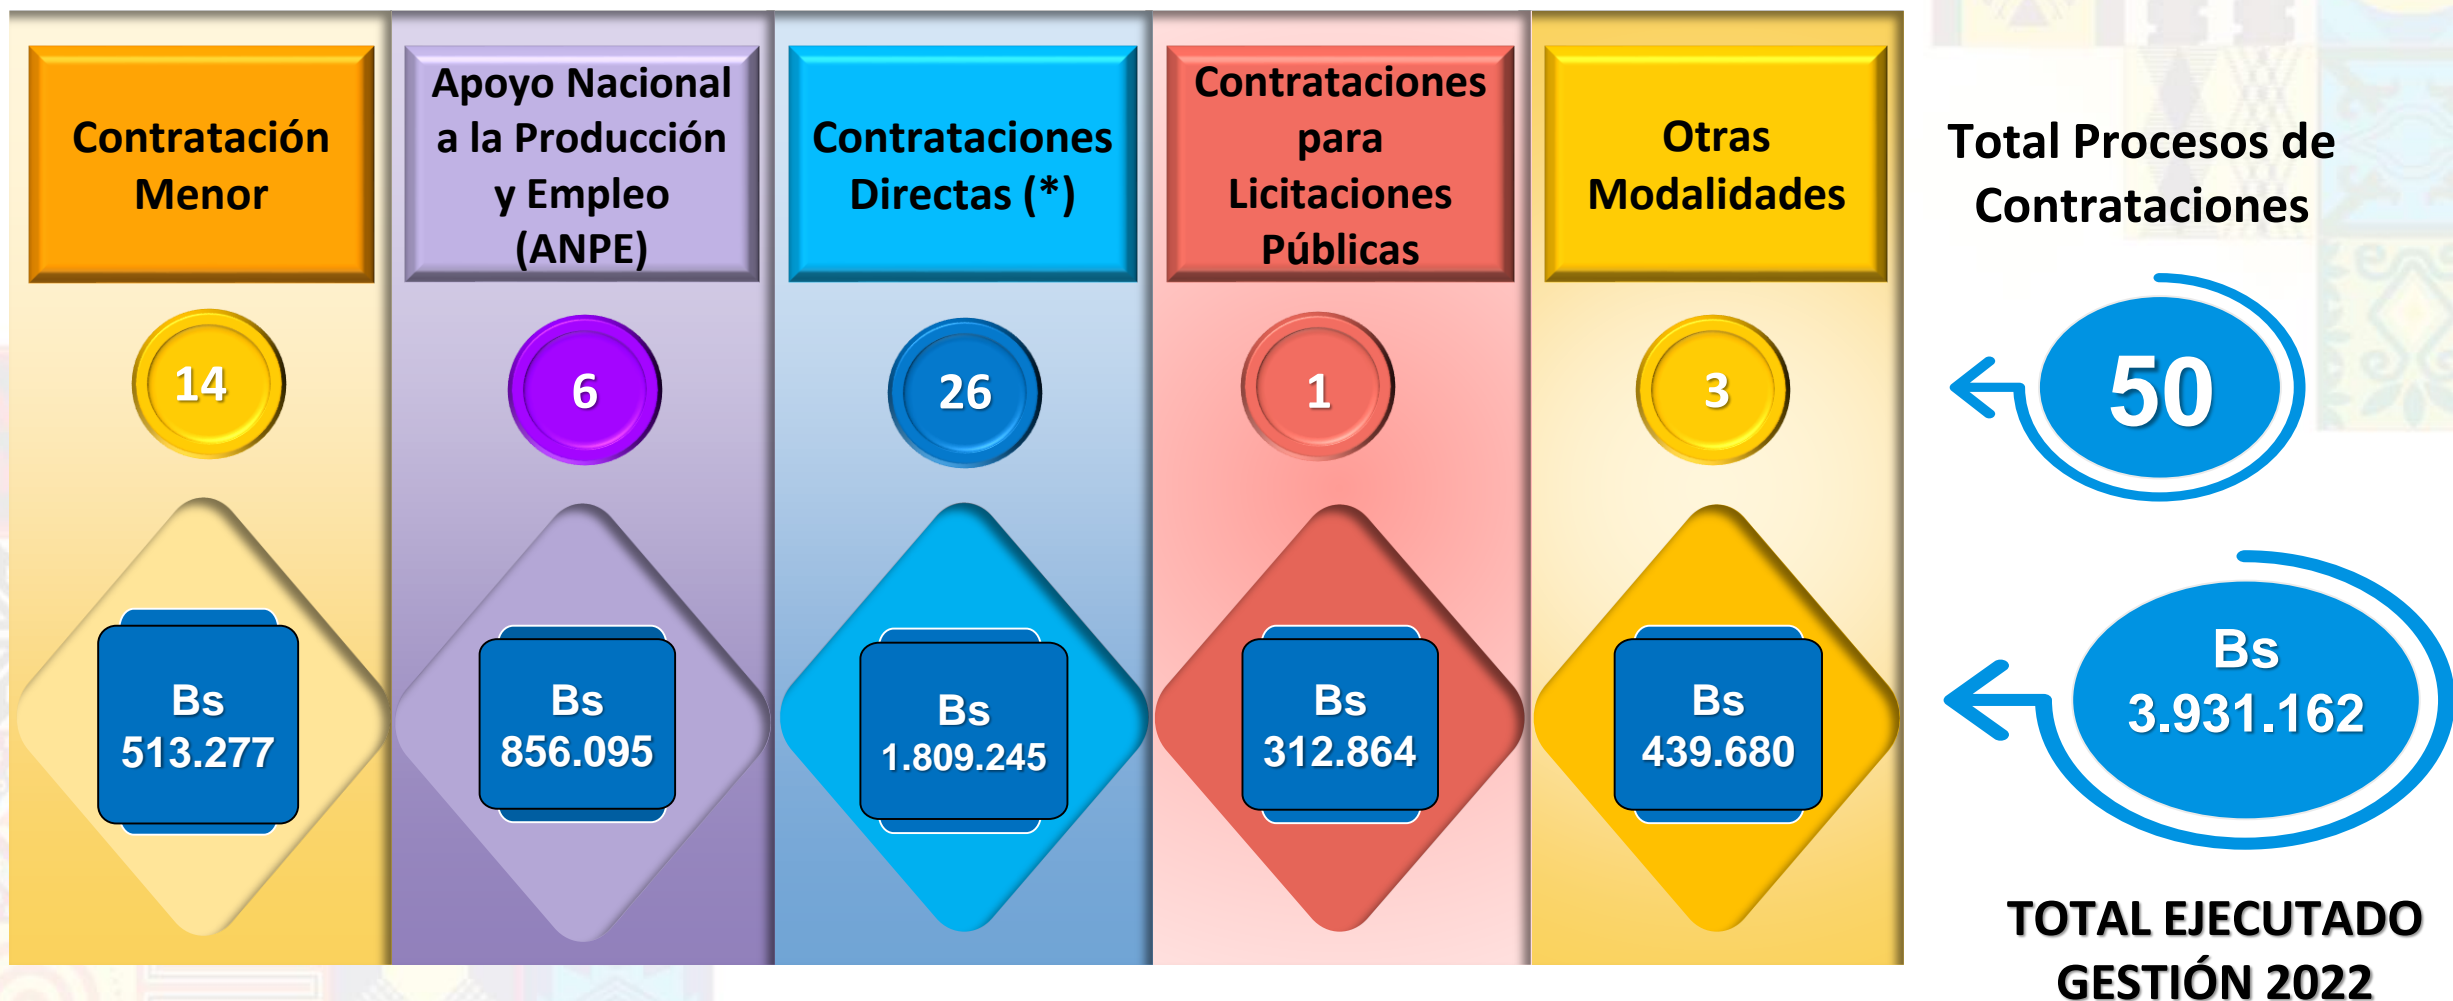 Contratación
Menor
Apoyo Nacional
a la Producción
y Empleo
(ANPE)
Contrataciones
Directas (*)
Contrataciones
para
Licitaciones
Públicas
Otras
Modalidades
Total Procesos de
Contrataciones
14
6
26
1
3
50
Bs
513.277
Bs
856.095
Bs
1.809.245
Bs
312.864
Bs
439.680
Bs
3.931.162
TOTAL EJECUTADO
GESTIÓN 2022